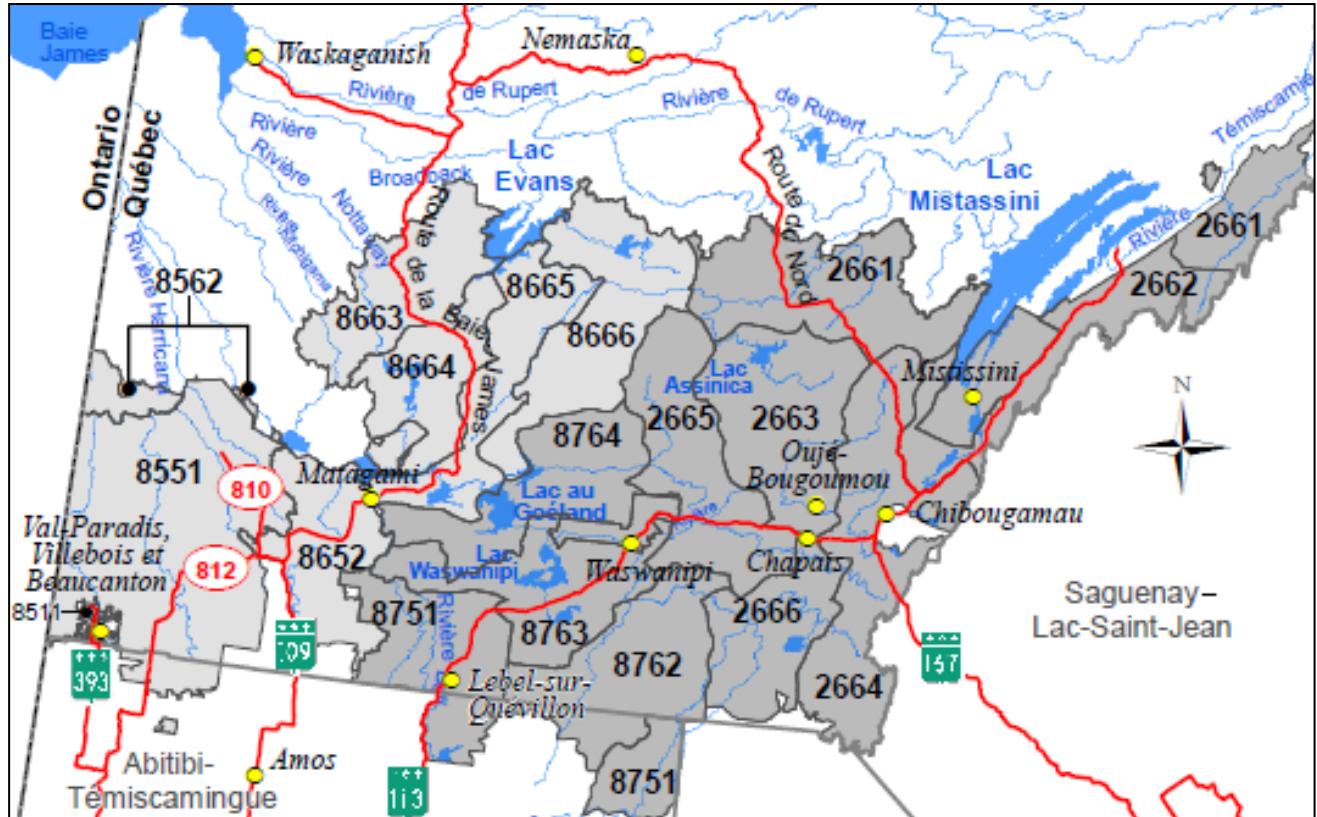 Baie
James
Waskaganish
Nemaska
Rivière
de Rupert
Rivière
de Rupert
Témiscamie
Rivière
Ontario
Québec
Rivière
Rivière
Broadback
Nottaway
Lac
Evans
Route de la
Baie James
Route du Nord
Lac
Mistassini
Rivière Harricana
8562
8663
8664
8665
8666
2661
2661
2662
Lac
Assinica
Mistissini
2665
2663
8764
Oujé-
Bougoumou
8551
810
Matagami
Lac au
Goéland
Rivière
Chibougamau
Val-Paradis,
Villebois et
Beaucanton
812
8652
Lac
Waswanipi
Waswanipi
Chapais
8511
8751
Rivière
8763
2666
8762
2664
Saguenay–
Lac-Saint-Jean
N
393
109
167
Lebel-sur-
Quévillon
Abitibi-
Témiscamingue
Amos
113
8751